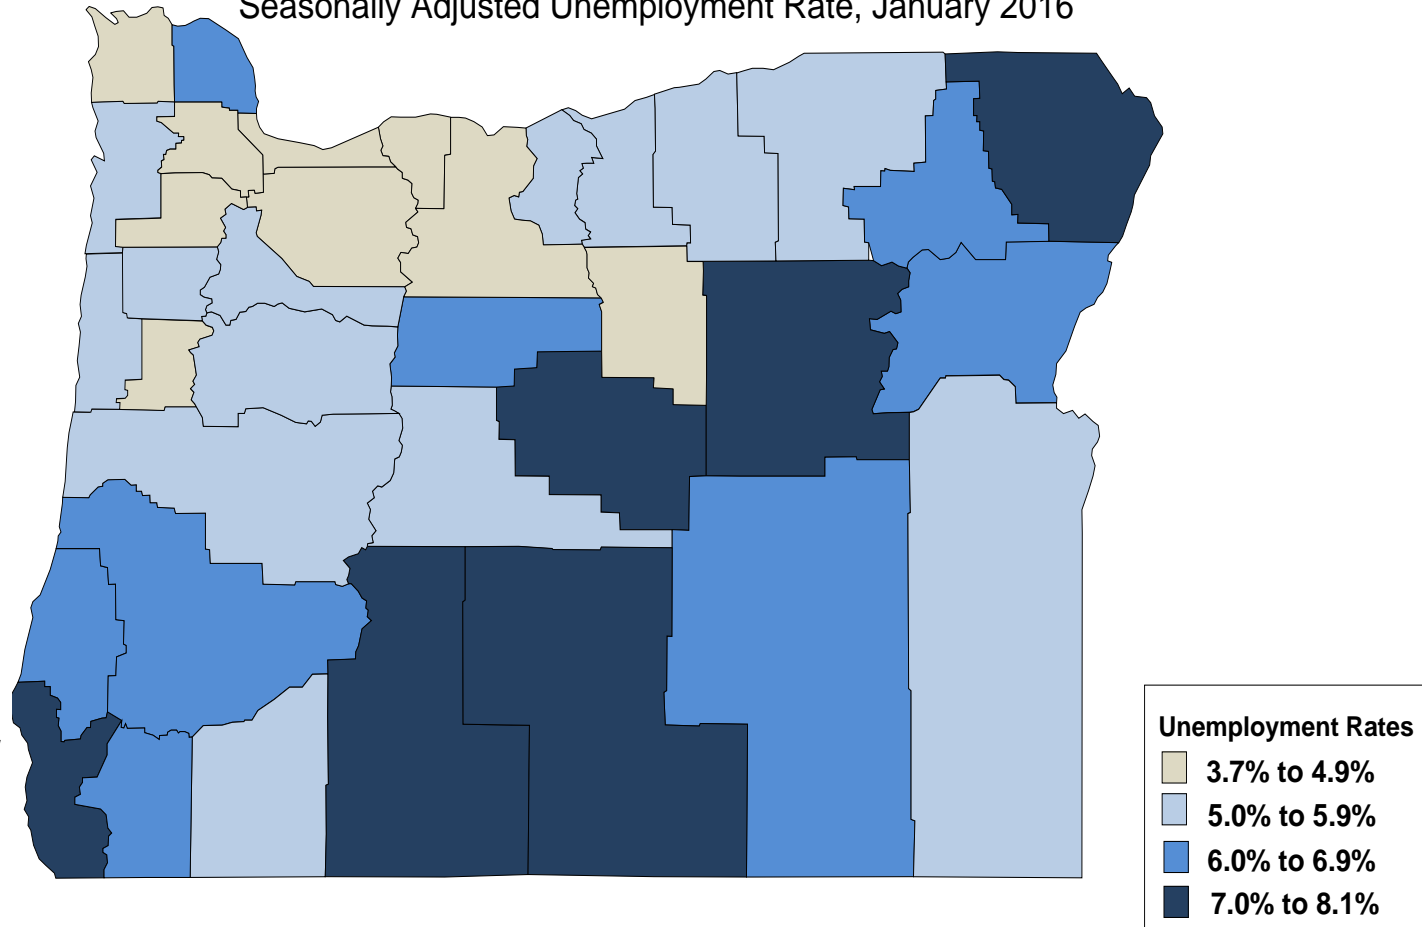 Seasonally Adjusted Unemployment Rate, January 2016
Unemployment Rates
3.7% to 4.9%
5.0% to 5.9%
6.0% to 6.9%
7.0% to 8.1%